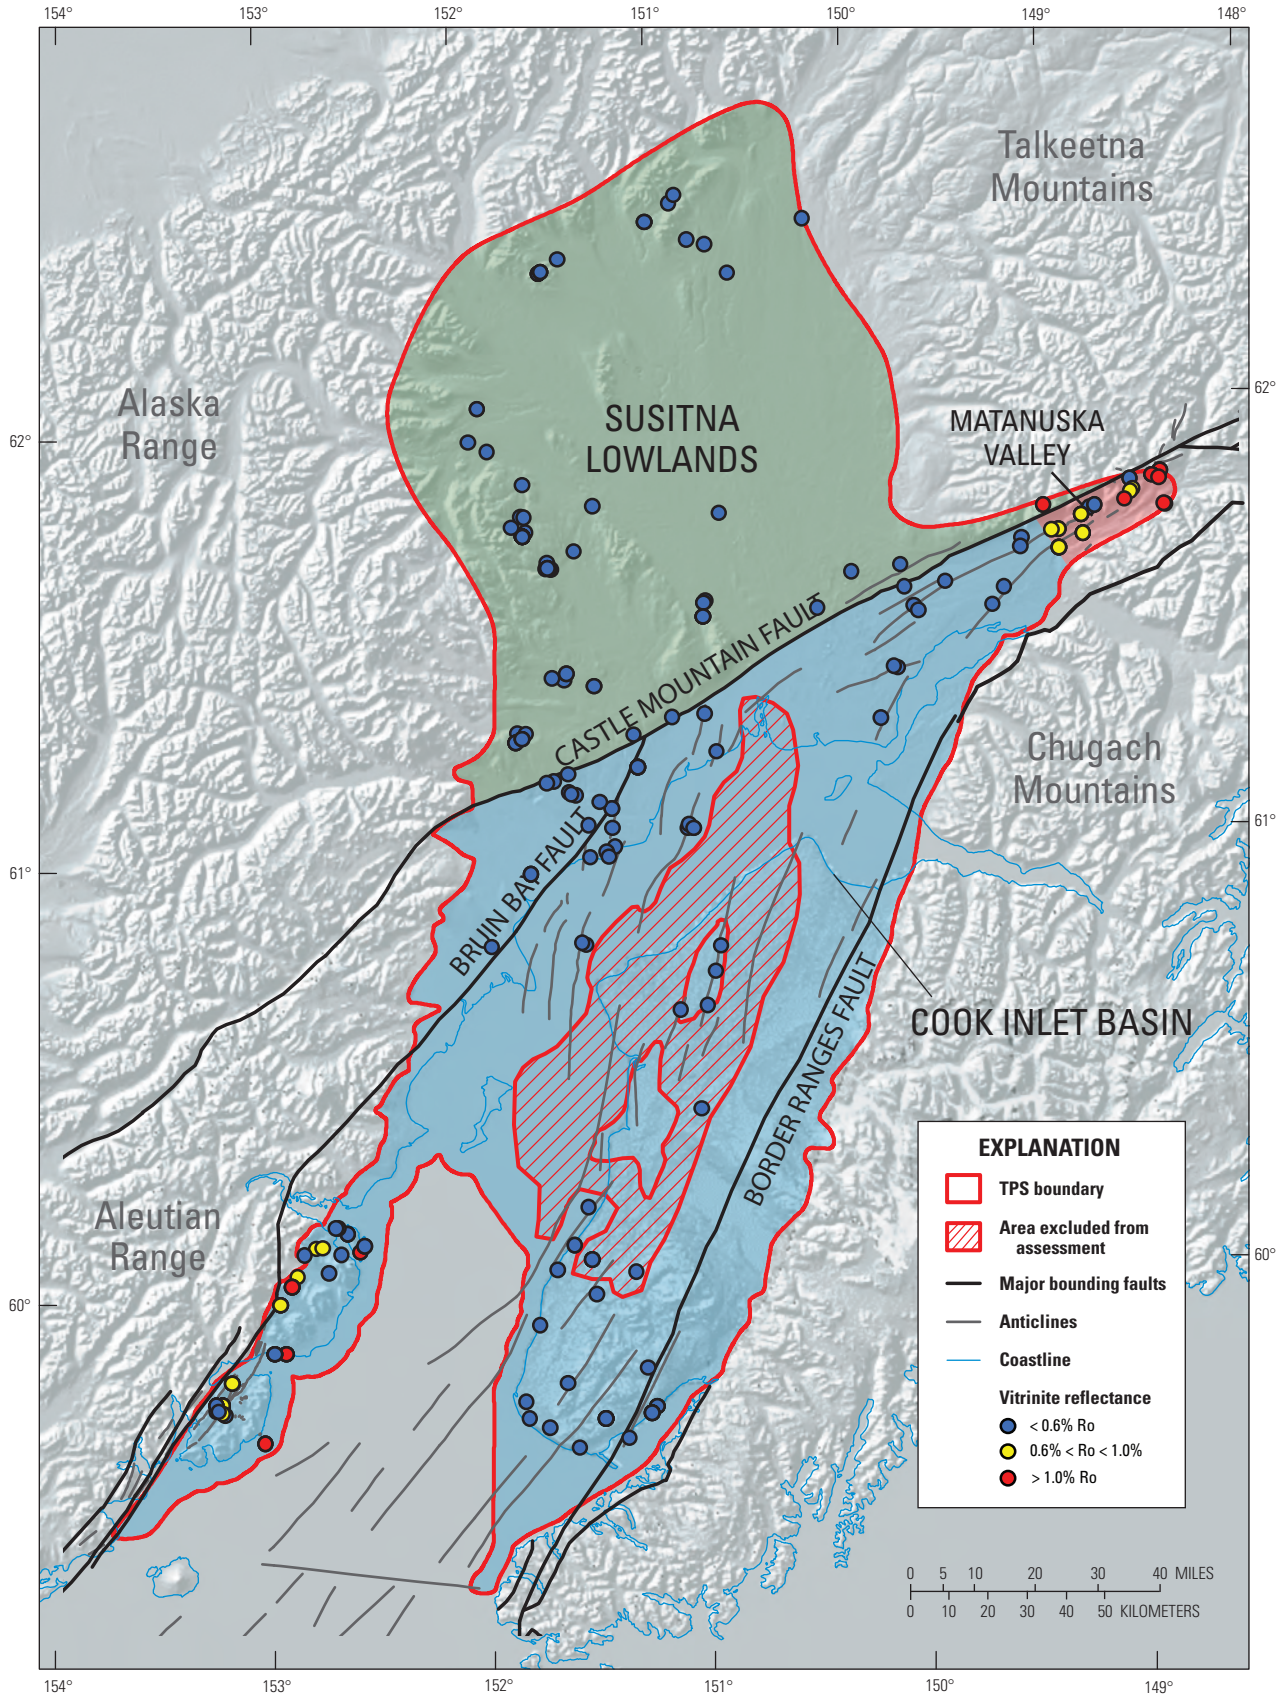 154°
153°
152°
151°
150°
149°
148°
Talkeetna
Mountains
Alaska
Range
62°
62°
SUSITNA
LOWLANDS
MATANUSKA
VALLEY
CASTLE MOUNTAIN FAULT
Chugach
Mountains
61°
61°
BRUIN BAY FAULT
BORDER RANGES FAULT
COOK INLET BASIN
Aleutian
Range
60°
60°
EXPLANATION
TPS boundary
Area excluded from
assessment
Major bounding faults
Anticlines
Coastline
Vitrinite reflectance
< 0.6% Ro
0.6% < Ro < 1.0%
> 1.0% Ro
0 5 10 20 30 40 MILES
0 10 20 30 40 50 KILOMETERS
154°
153°
152°
151°
150°
149°